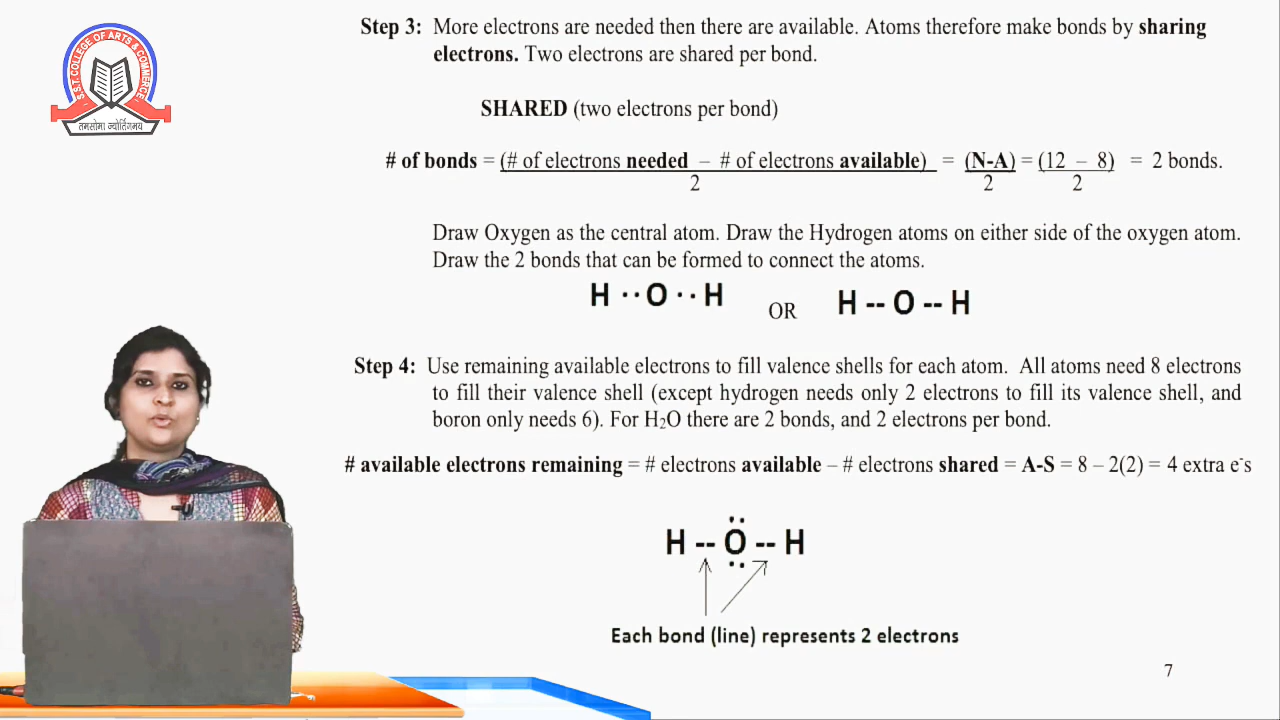 S.S.T. COLLEGE OF ARTS & COMMERCE
तमसोमा ज्योर्तिगमय
Step 3: More electrons are needed then there are available. Atoms therefore make bonds by sharing
electrons. Two electrons are shared per bond.
SHARED (two electrons per bond)
# of bonds = (# of electrons needed – # of electrons available) = (N-A) = (12 – 8) = 2 bonds.
2 2 2
Draw Oxygen as the central atom. Draw the Hydrogen atoms on either side of the oxygen atom.
Draw the 2 bonds that can be formed to connect the atoms.
H ··O ··H OR H -- O -- H
Step 4: Use remaining available electrons to fill valence shells for each atom. All atoms need 8 electrons
to fill their valence shell (except hydrogen needs only 2 electrons to fill its valence shell, and
boron only needs 6). For H₂O there are 2 bonds, and 2 electrons per bond.
# available electrons remaining = # electrons available – # electrons shared = A-S = 8 – 2(2) = 4 extra e⁻s
H -- Ö -- H
··
Each bond (line) represents 2 electrons
7